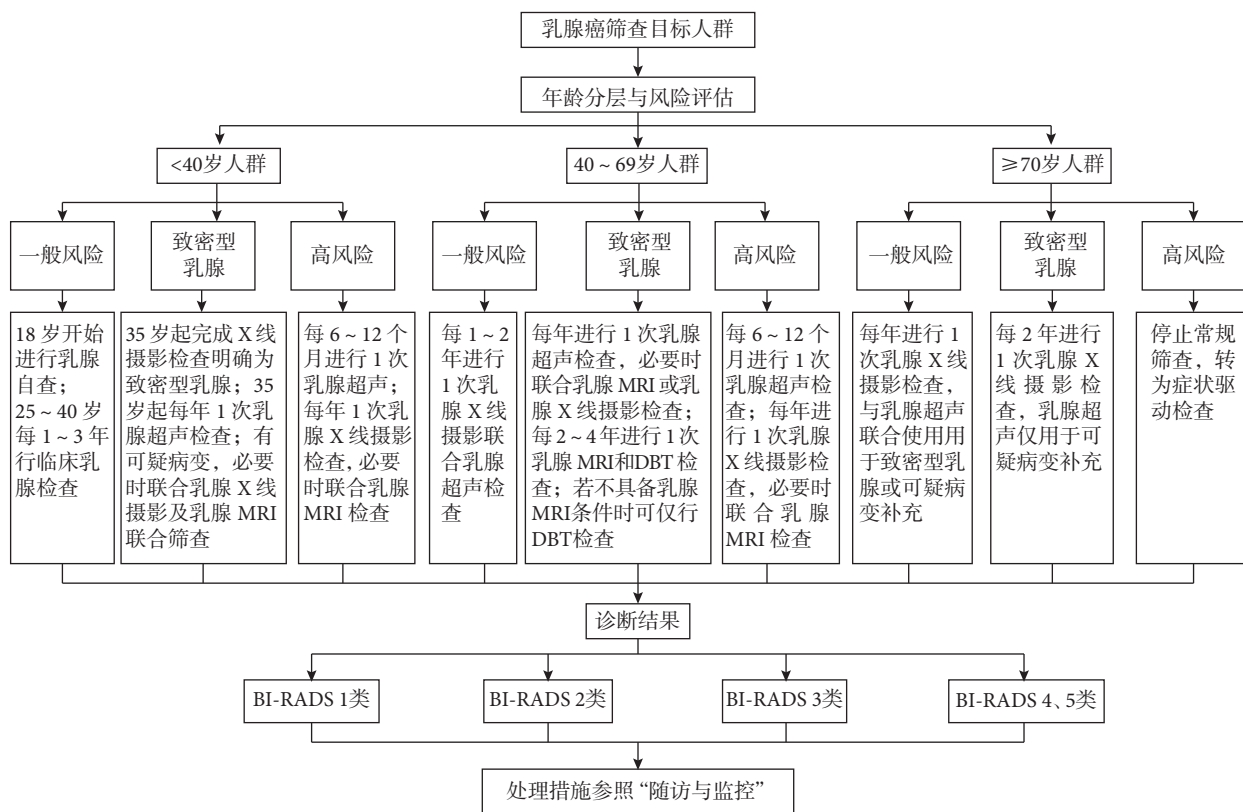 乳腺癌筛查目标人群
年龄分层与风险评估
<40岁人群
40～69岁人群
≥70岁人群
一般风险
致密型
乳腺
高风险
一般风险
致密型
乳腺
高风险
一般风险
致密型
乳腺
高风险
18 岁开始
进行乳腺
自查；
25～40 岁
每 1～3 年
行临床乳
腺检查
35 岁起完成 X 线
摄影检查明确为
致密型乳腺；35
岁起每年 1 次乳
腺超声检查；有
可疑病变，必要
时联合乳腺 X 线
摄影及乳腺 MRI
联合筛查
每 6～12 个
月进行 1 次
乳腺超声；
每年 1 次乳
腺 X 线摄影
检查, 必要
时联合乳腺
MRI 检查
每 1～2
年进行
1 次乳
腺 X 线
摄影联
合乳腺
超声检
查
每年进行 1 次乳腺
超声检查，必要时
联合乳腺 MRI 或乳
腺 X 线摄影检查；
每 2～4 年进行 1 次
乳腺 MRI和DBT 检
查；若不具备乳腺
MRI条件时可仅行
DBT检查
每 6～12 个
月进行 1 次
乳腺超声检
查；每年进
行 1 次乳腺
X 线摄影检
查，必要时
联合乳腺
MRI 检查
每年进行 1
次乳腺 X 线
摄影检查，
与乳腺超声
联合使用用
于致密型乳
腺或可疑病
变补充
每 2 年进行
1 次乳腺 X
线摄影检
查，乳腺超
声仅用于可
疑病变补充
停止常规
筛查，转
为症状驱
动检查
诊断结果
BI-RADS 1类
BI-RADS 2类
BI-RADS 3类
BI-RADS 4、5类
处理措施参照“随访与监控”